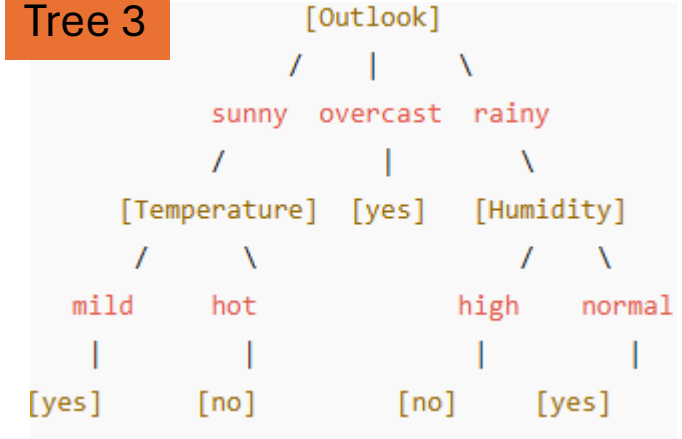 Tree 3
[Outlook]
/ | \
sunny overcast rainy
/ | \
[Temperature] [yes] [Humidity]
/ \ / \
mild hot high normal
| | | |
[yes] [no] [no] [yes]